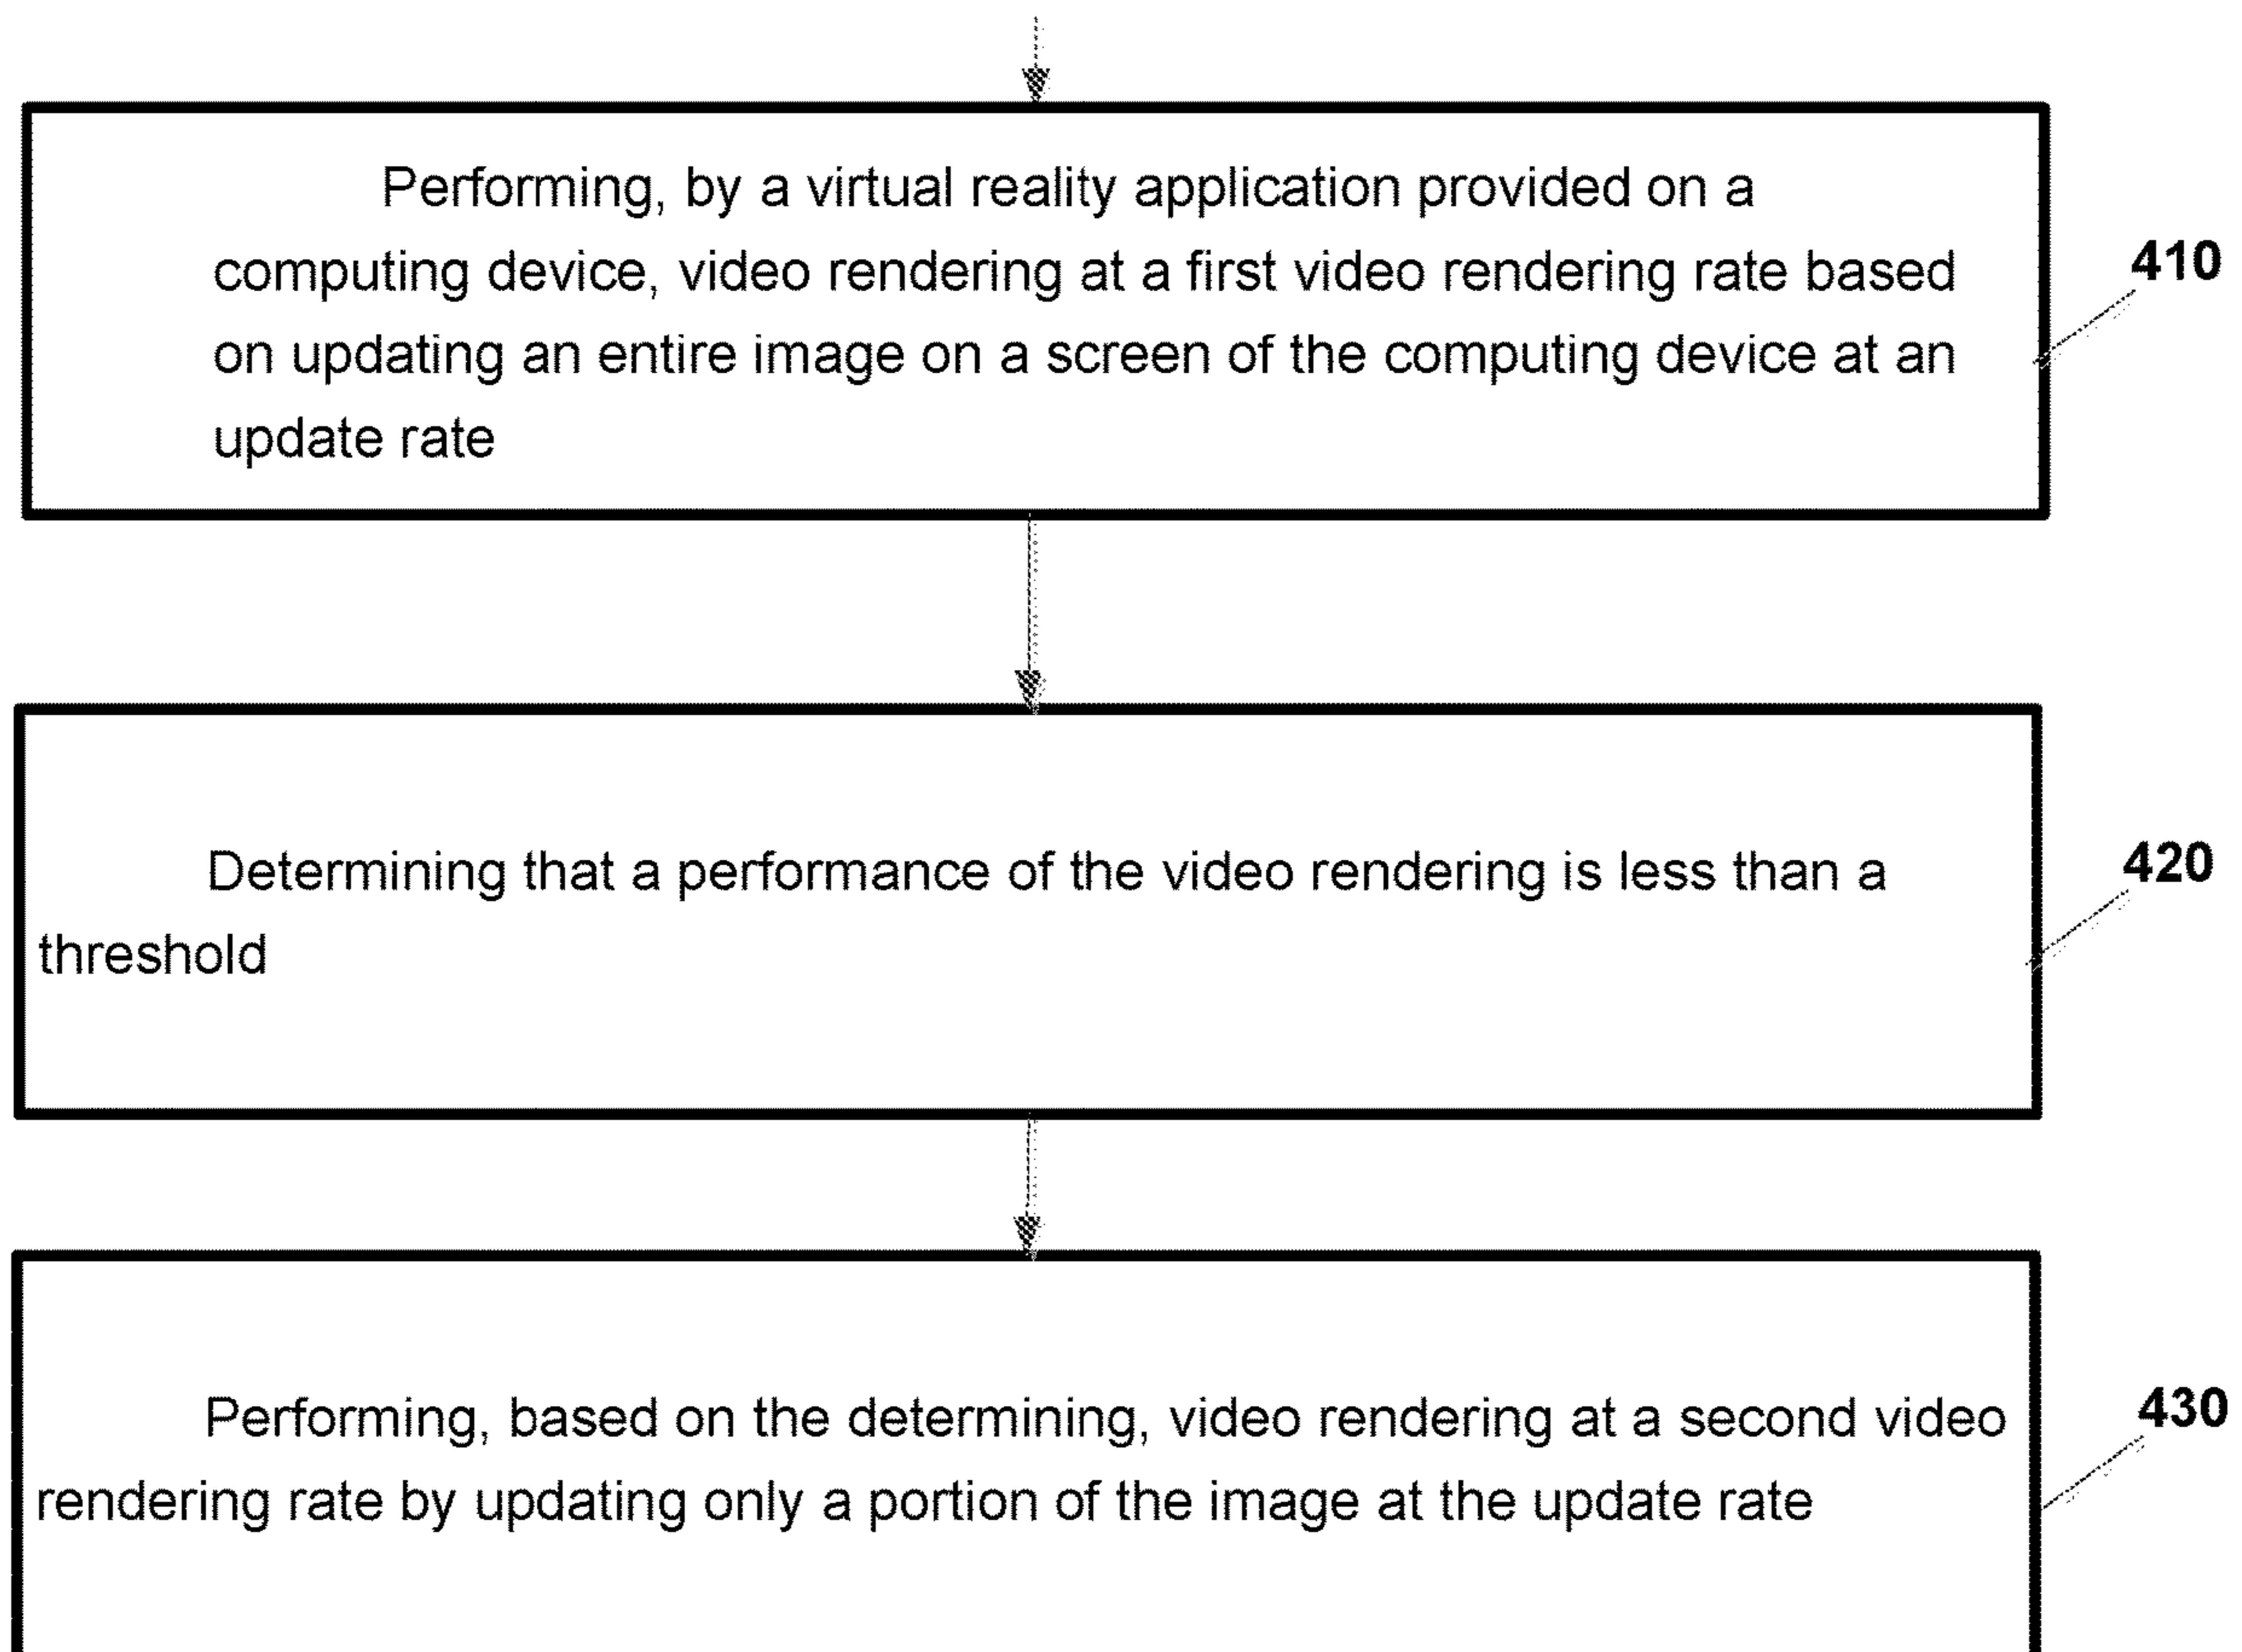 Performing, by a virtual reality application provided on a
computing device, video rendering at a first video rendering rate based
on updating an entire image on a screen of the computing device at an
update rate
410
Determining that a performance of the video rendering is less than a
threshold
420
Performing, based on the determining, video rendering at a second video
rendering rate by updating only a portion of the image at the update rate
430